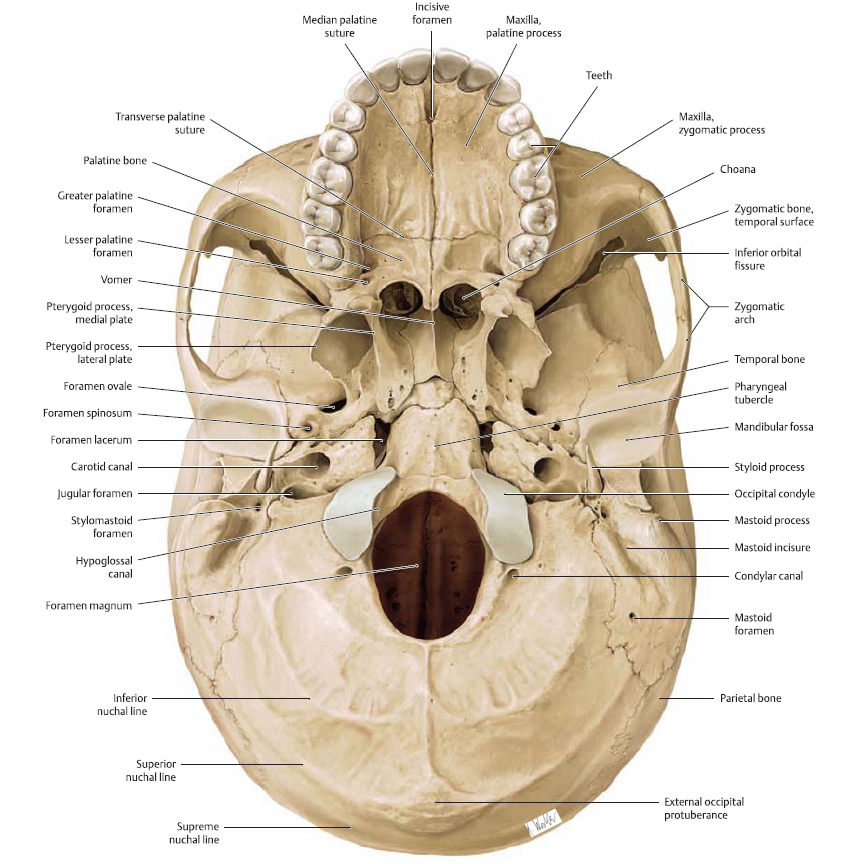 Incisive
foramen
Median palatine
suture
Maxilla,
palatine process
Teeth
Transverse palatine
suture
Maxilla,
zygomatic process
Palatine bone
Choana
Greater palatine
foramen
Zygomatic bone,
temporal surface
Lesser palatine
foramen
Inferior orbital
fissure
Vomer
Pterygoid process,
medial plate
Zygomatic
arch
Pterygoid process,
lateral plate
Temporal bone
Foramen ovale
Pharyngeal
tubercle
Foramen spinosum
Mandibular fossa
Foramen lacerum
Carotid canal
Styloid process
Jugular foramen
Occipital condyle
Stylomastoid
foramen
Mastoid process
Mastoid incisure
Hypoglossal
canal
Condylar canal
Foramen magnum
Mastoid
foramen
Inferior
nuchal line
Parietal bone
Superior
nuchal line
External occipital
protuberance
Supreme
nuchal line